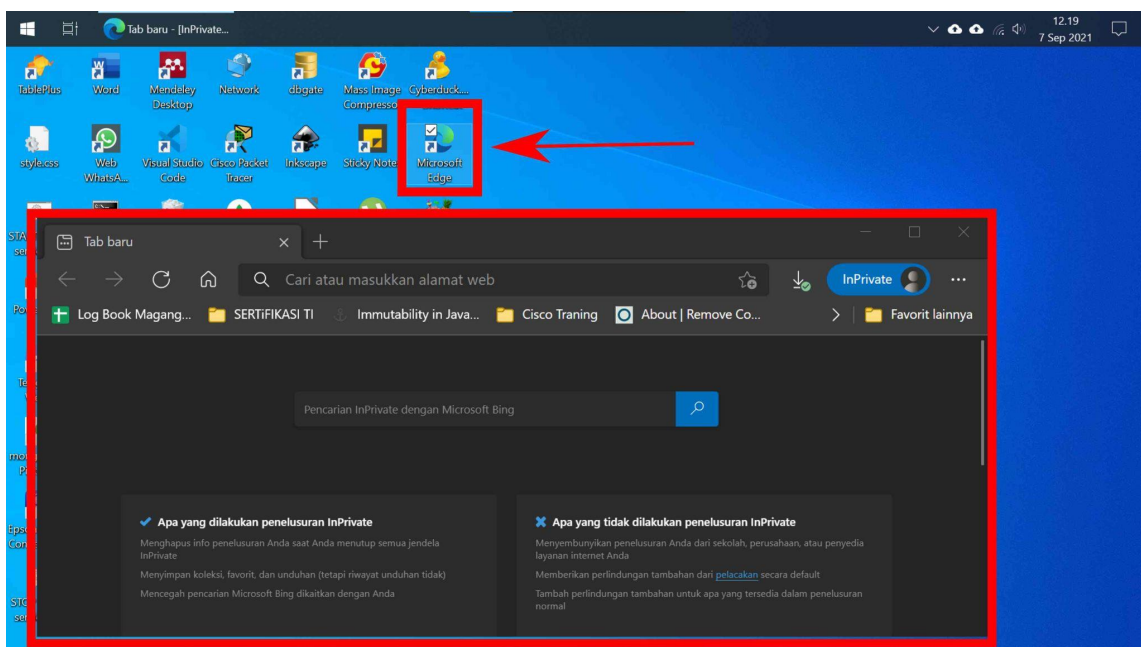 Tab baru - [InPrivate...
12.19
7 Sep 2021
TablePlus
Word
Mendeley
Desktop
Network
dbgate
Mass Image
Compresso
Cyberduck....
style.css
Web
WhatsA...
Visual Studio
Code
Cisco Packet
Tracer
Inkscape
Sticky Note
Microsoft
Edge
Tab baru
Cari atau masukkan alamat web
InPrivate
Log Book Magang...
SERTiFIKASI TI
Immutability in Java...
Cisco Traning
About | Remove Co...
Favorit lainnya
Pencarian InPrivate dengan Microsoft Bing
Apa yang dilakukan penelusuran InPrivate
Menghapus info penelusuran Anda saat Anda menutup semua jendela
InPrivate
Menyimpan koleksi, favorit, dan unduhan (tetapi riwayat unduhan tidak)
Mencegah pencarian Microsoft Bing dikaitkan dengan Anda
Apa yang tidak dilakukan penelusuran InPrivate
Menyembunyikan penelusuran Anda dari sekolah, perusahaan, atau penyedia
layanan internet Anda
Memberikan perlindungan tambahan dari pelacakan secara default
Tambah perlindungan tambahan untuk apa yang tersedia dalam penelusuran
normal